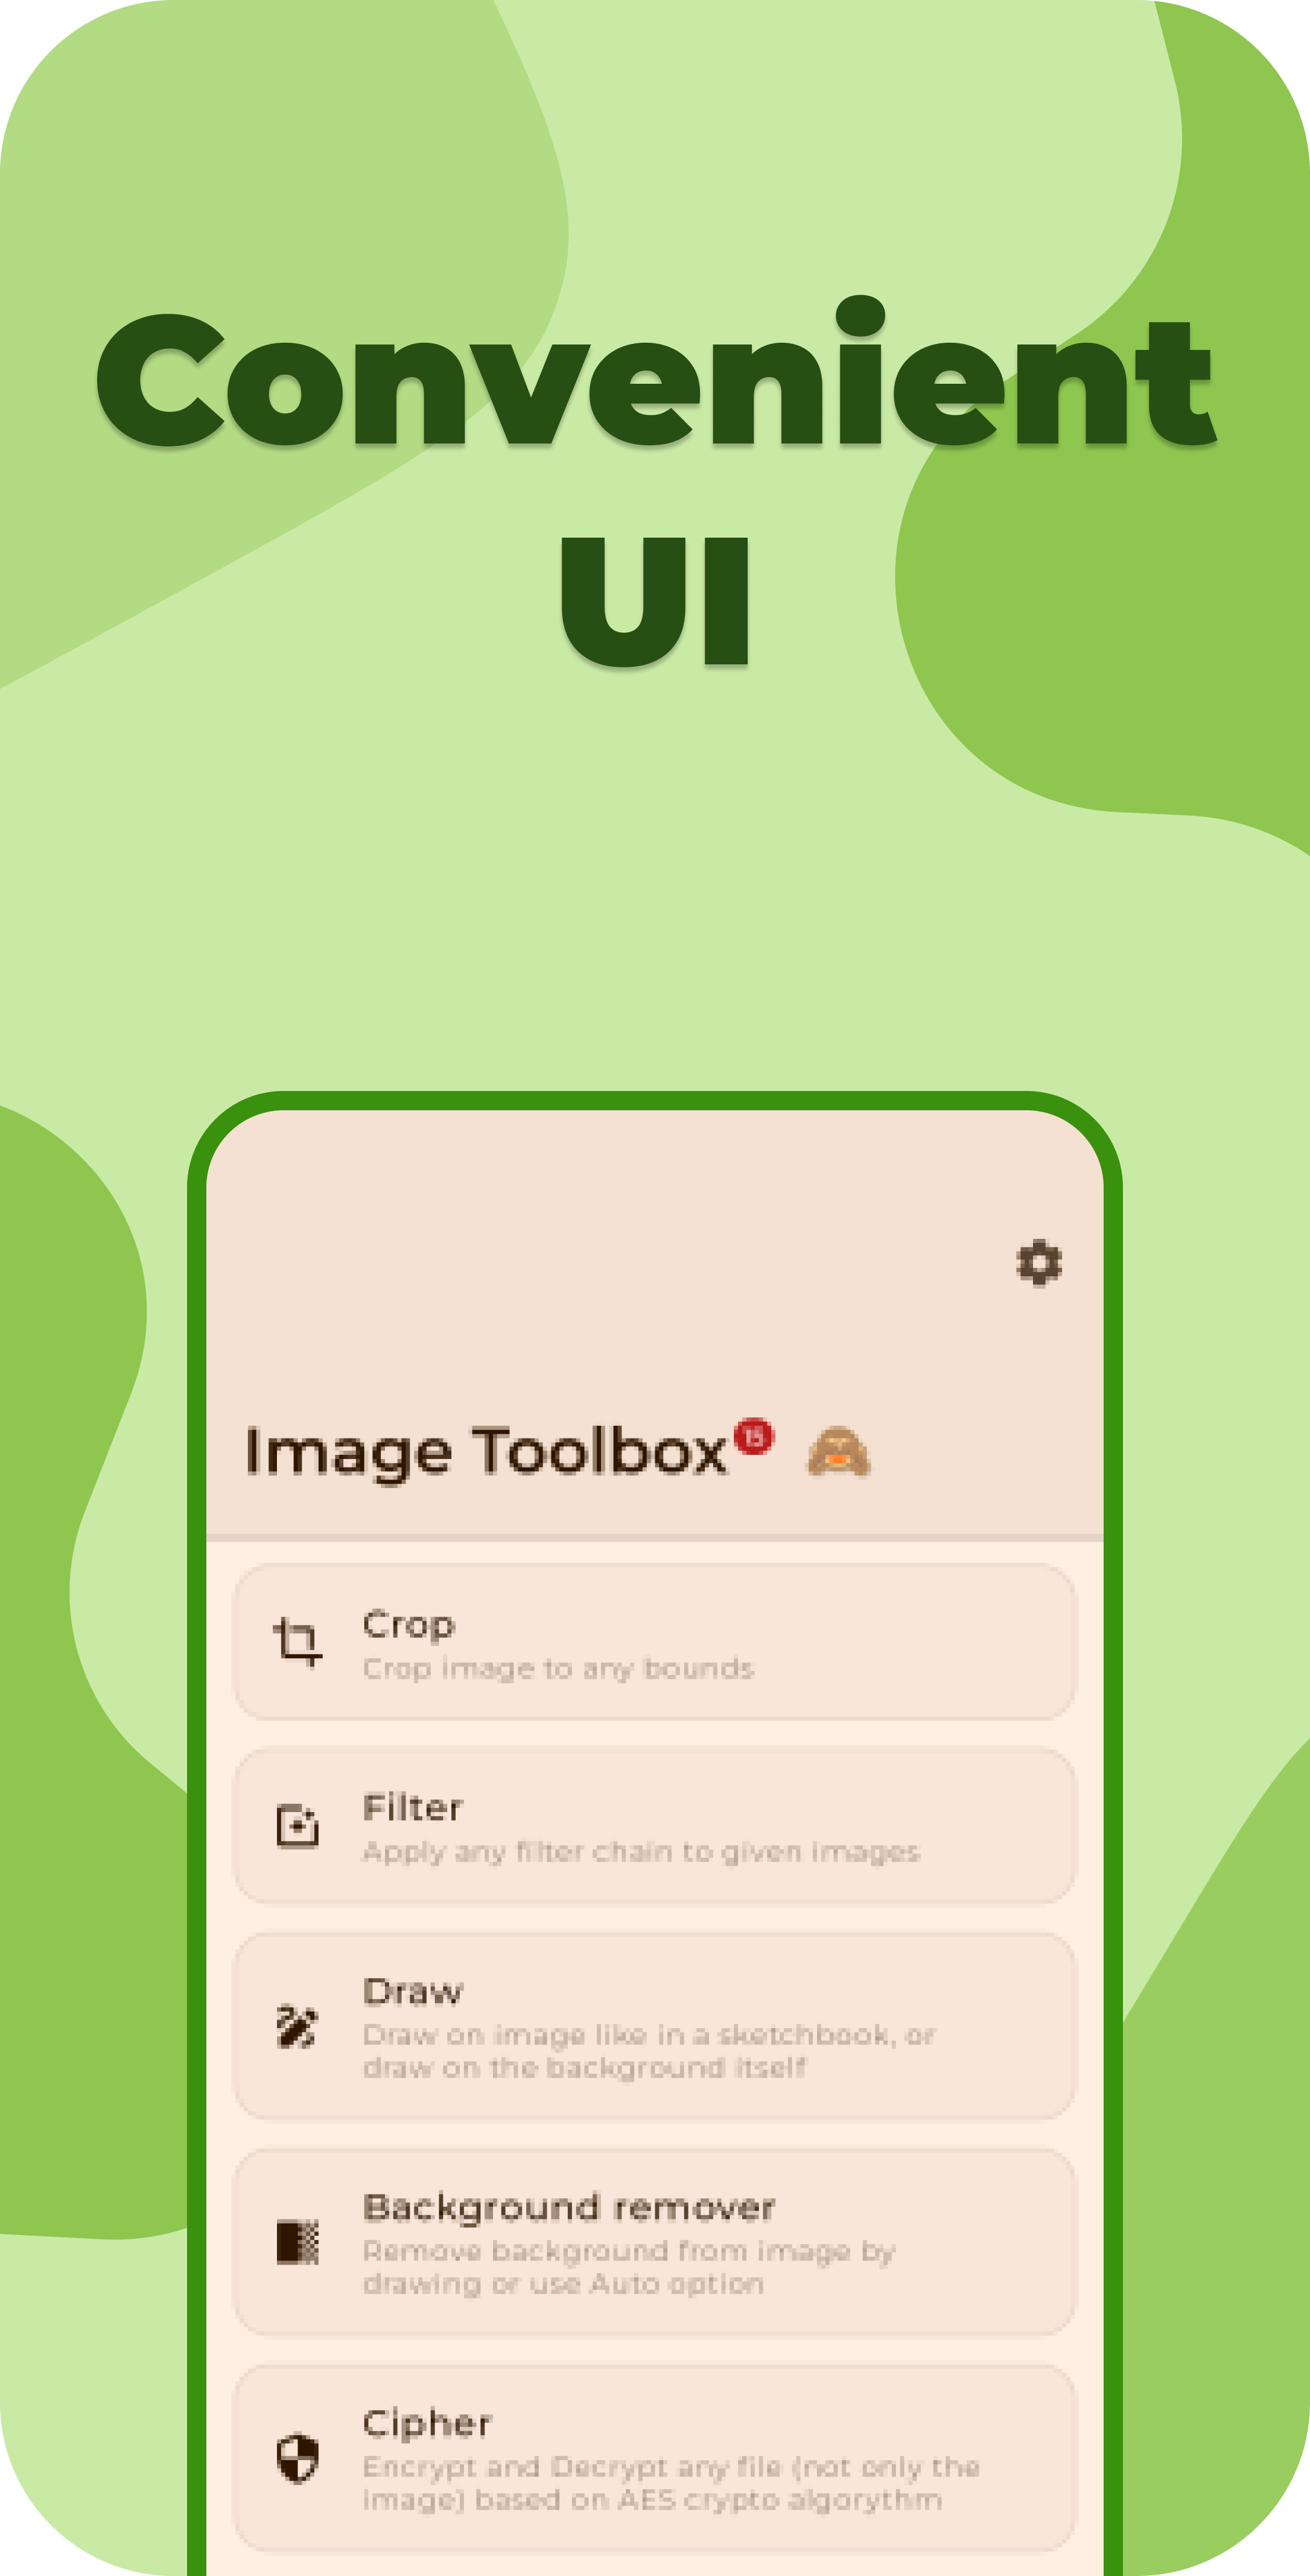 Convenient
UI
Image Toolbox 15
Crop
Crop image to any bounds
Filter
Apply any filter chain to given images
Draw
Draw on image like in a sketchbook, or
draw on the background itself
Background remover
Remove background from image by
drawing or use Auto option
Cipher
Encrypt and Decrypt any file (not only the
image) based on AES crypto algorythm